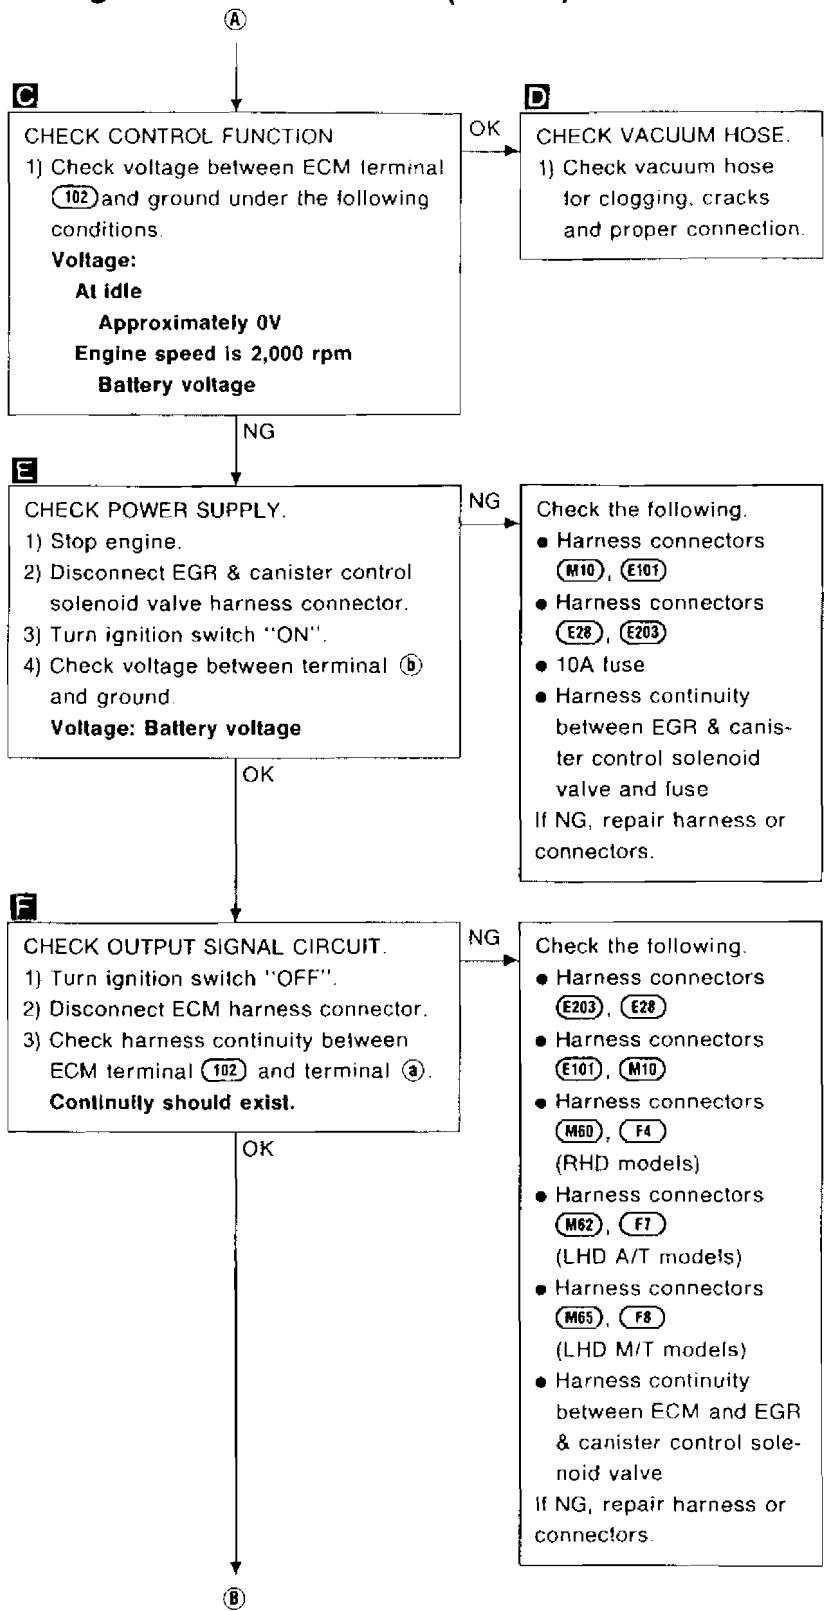 Ⓐ
C
CHECK CONTROL FUNCTION
1) Check voltage between ECM terminal
102 and ground under the following
conditions.
Voltage:
At idle
Approximately 0V
Engine speed is 2,000 rpm
Battery voltage
OK
D
CHECK VACUUM HOSE.
1) Check vacuum hose
for clogging, cracks
and proper connection.
NG
E
CHECK POWER SUPPLY.
1) Stop engine.
2) Disconnect EGR & canister control
solenoid valve harness connector.
3) Turn ignition switch "ON".
4) Check voltage between terminal ⓑ
and ground.
Voltage: Battery voltage
NG
Check the following.
● Harness connectors
M10, E101
● Harness connectors
E28, E203
● 10A fuse
● Harness continuity
between EGR & canis-
ter control solenoid
valve and fuse
If NG, repair harness or
connectors.
OK
F
CHECK OUTPUT SIGNAL CIRCUIT.
1) Turn ignition switch "OFF".
2) Disconnect ECM harness connector.
3) Check harness continuity between
ECM terminal 102 and terminal ⓐ.
Continuity should exist.
NG
Check the following.
● Harness connectors
E203, E28
● Harness connectors
E101, M10
● Harness connectors
M60, F4
(RHD models)
● Harness connectors
M62, F7
(LHD A/T models)
● Harness connectors
M65, F8
(LHD M/T models)
● Harness continuity
between ECM and EGR
& canister control sole-
noid valve
If NG, repair harness or
connectors.
OK
Ⓑ